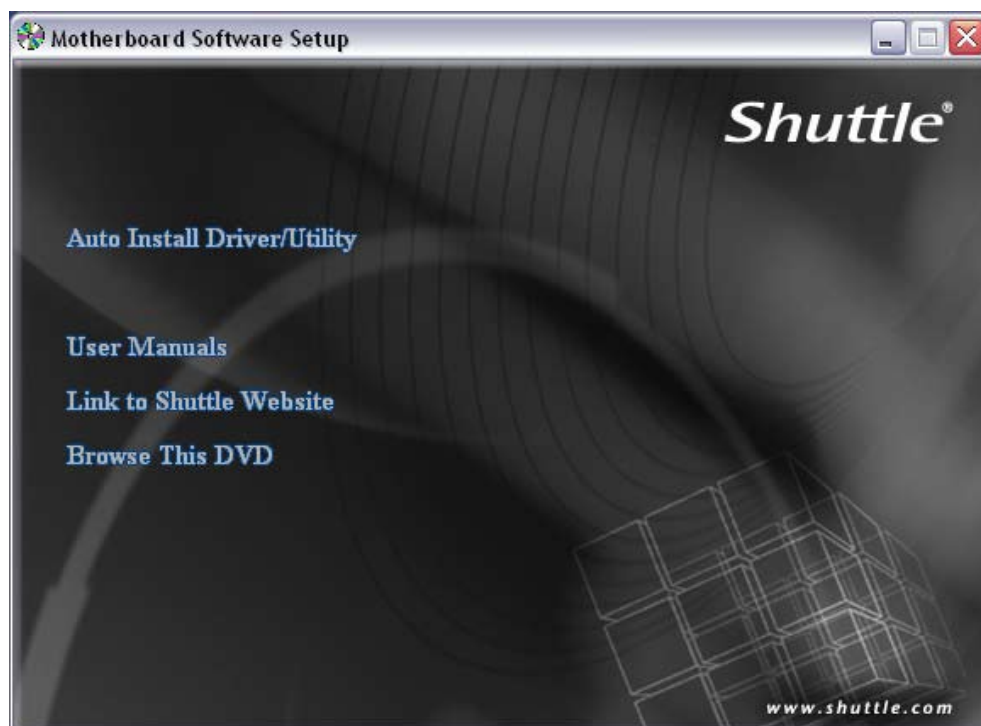 Motherboard Software Setup
Shuttle®
Auto Install Driver/Utility
User Manuals
Link to Shuttle Website
Browse This DVD
www.shuttle.com